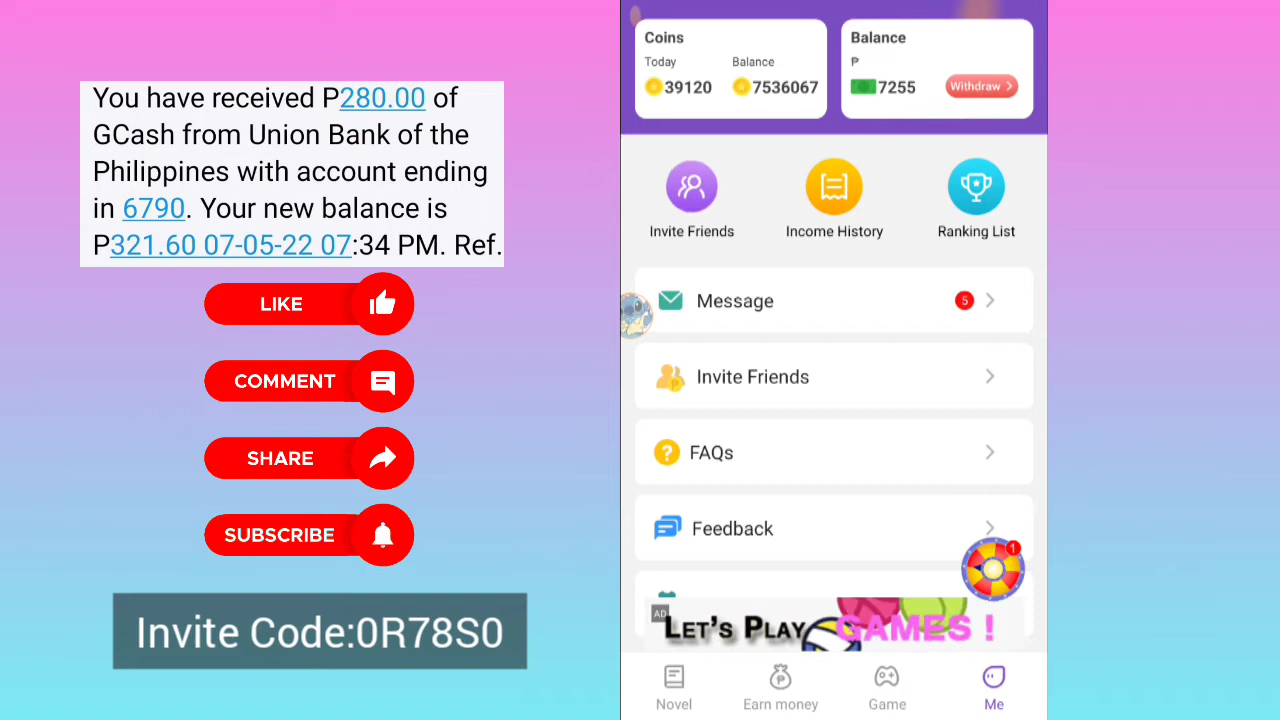 You have received P280.00 of
GCash from Union Bank of the
Philippines with account ending
in 6790. Your new balance is
P321.60 07-05-22 07:34 PM. Ref.
LIKE
COMMENT
SHARE
SUBSCRIBE
Invite Code:0R78S0
Coins
Today
Balance
39120
7536067
Balance
₱
7255
Withdraw
Invite Friends
Income History
Ranking List
Message
5
Invite Friends
FAQs
Feedback
1
AD
LET'S PLAY GAMES !
Novel
Earn money
Game
Me